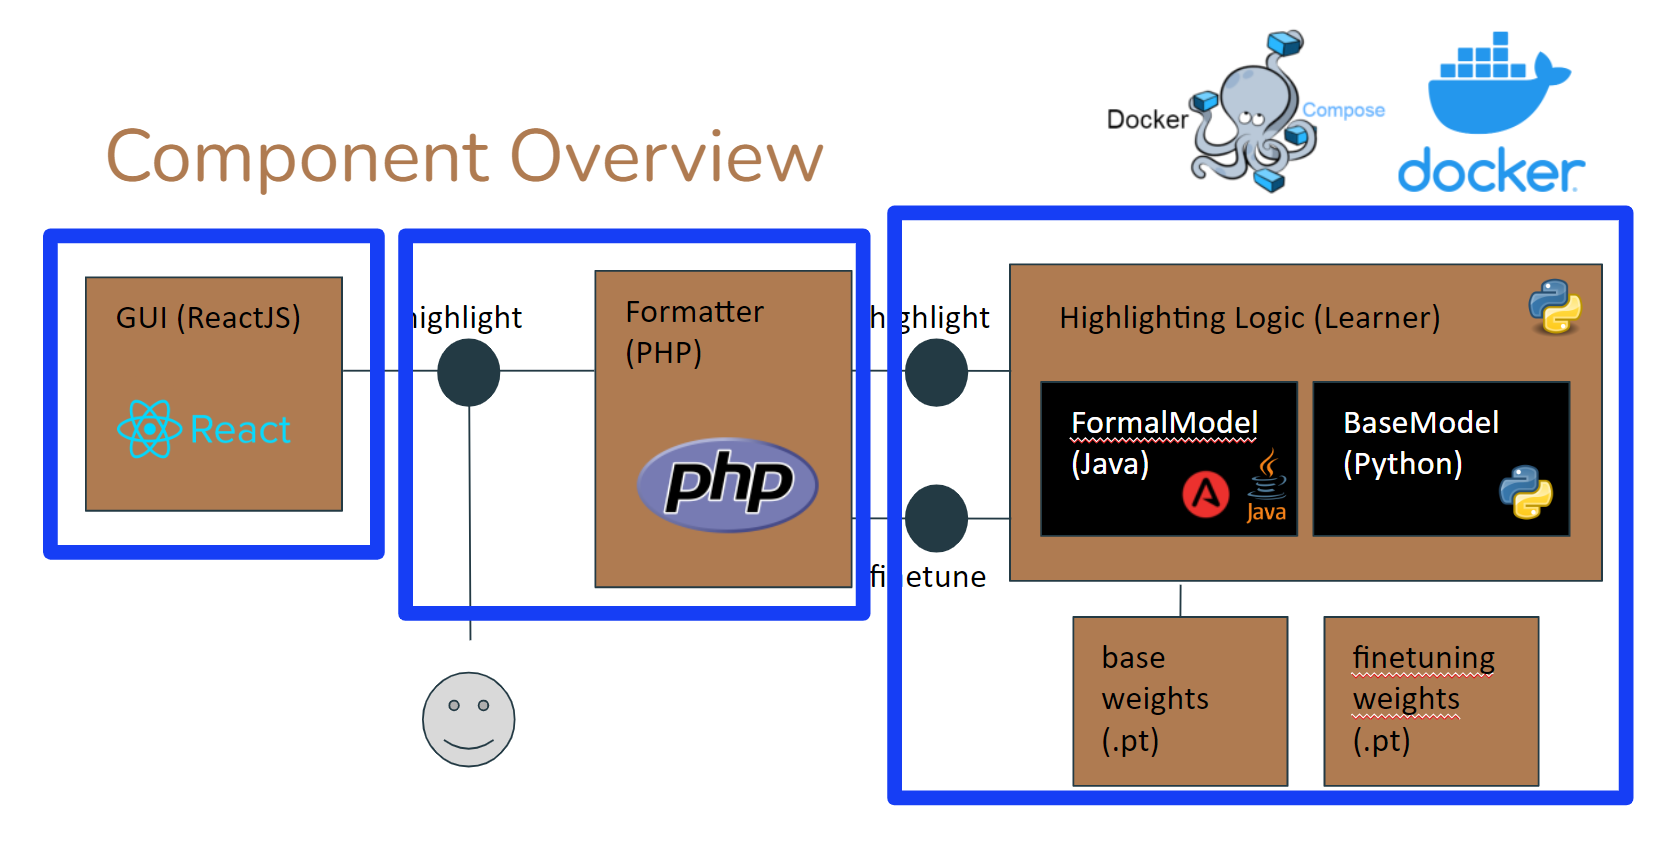 Docker
Compose
docker
Component Overview
GUI (ReactJS)
React
highlight
Formatter
(PHP)
php
highlight
finetune
Highlighting Logic (Learner)
FormalModel
(Java)
A
Java
BaseModel
(Python)
base
weights
(.pt)
finetuning
weights
(.pt)